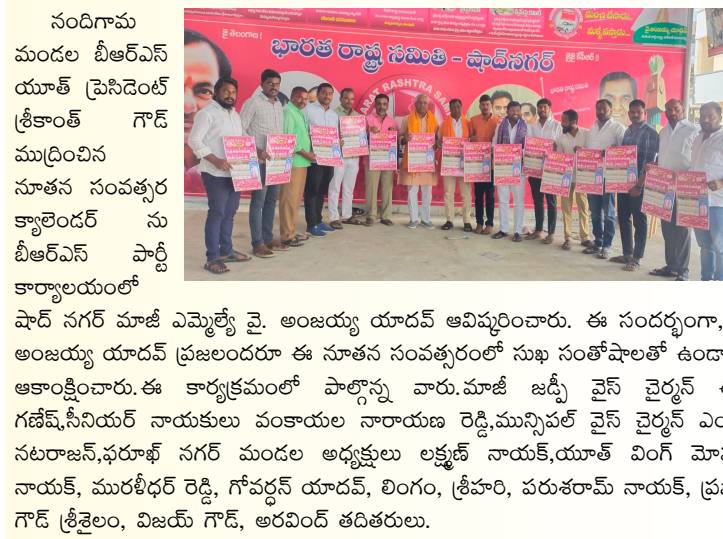 జై తెలంగాణ!
జై కేసీఆర్!
భారత రాష్ట్ర సమితి - షాద్‌నగర్
నందిగామ
మండల బీఆర్ఎస్
యూత్ ప్రెసిడెంట్
శ్రీకాంత్ గౌడ్
ముద్రించిన
నూతన సంవత్సర
క్యాలెండర్ ను
బీఆర్ఎస్ పార్టీ
కార్యాలయంలో
షాద్ నగర్ మాజీ ఎమ్మెల్యే వై. అంజయ్య యాదవ్ ఆవిష్కరించారు. ఈ సందర్భంగా,
అంజయ్య యాదవ్ ప్రజలందరూ ఈ నూతన సంవత్సరంలో సుఖ సంతోషాలతో
ఆకాంక్షించారు.ఈ కార్యక్రమంలో పాల్గొన్న వారు.మాజీ జడ్పీ వైస్ చైర్మన్
గణేష్,సీనియర్ నాయకులు వంకాయల నారాయణ రెడ్డి,మున్సిపల్ వైస్ చైర్మన్
నటరాజన్,ఫరూఖ్ నగర్ మండల అధ్యక్షులు లక్ష్మణ్ నాయక్,యూత్ వింగ్
నాయక్, మురళీధర్ రెడ్డి, గోవర్ధన్ యాదవ్, లింగం, శ్రీహరి, పరుశరామ్ నాయక్,
గౌడ్ శ్రీశైలం, విజయ్ గౌడ్, అరవింద్ తదితరులు.